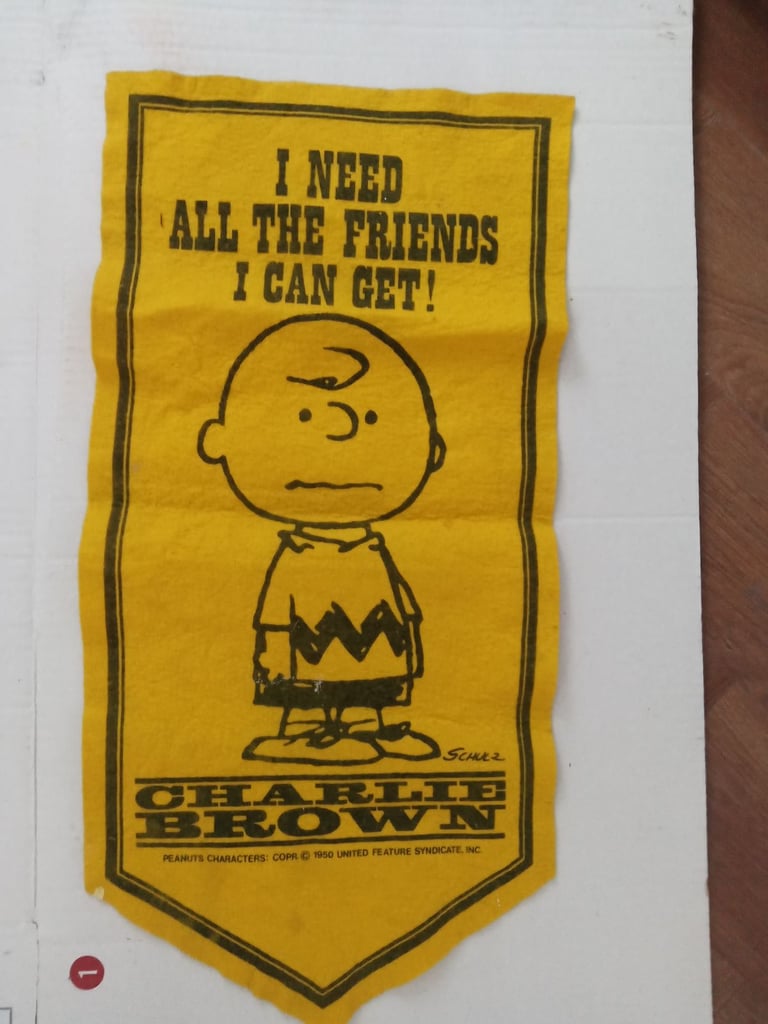 I NEED
ALL THE FRIENDS
I CAN GET!
SCHULZ
CHARLIE
BROWN
PEANUTS CHARACTERS: COPR. © 1950 UNITED FEATURE SYNDICATE, INC.
1